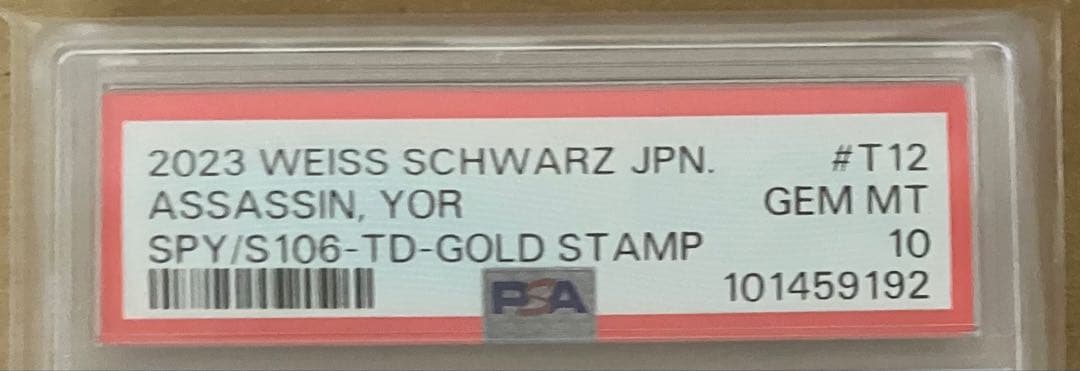 2023 WEISS SCHWARZ JPN. #T12
ASSASSIN, YOR GEM MT
SPY/S106-TD-GOLD STAMP 10
PSA 101459192